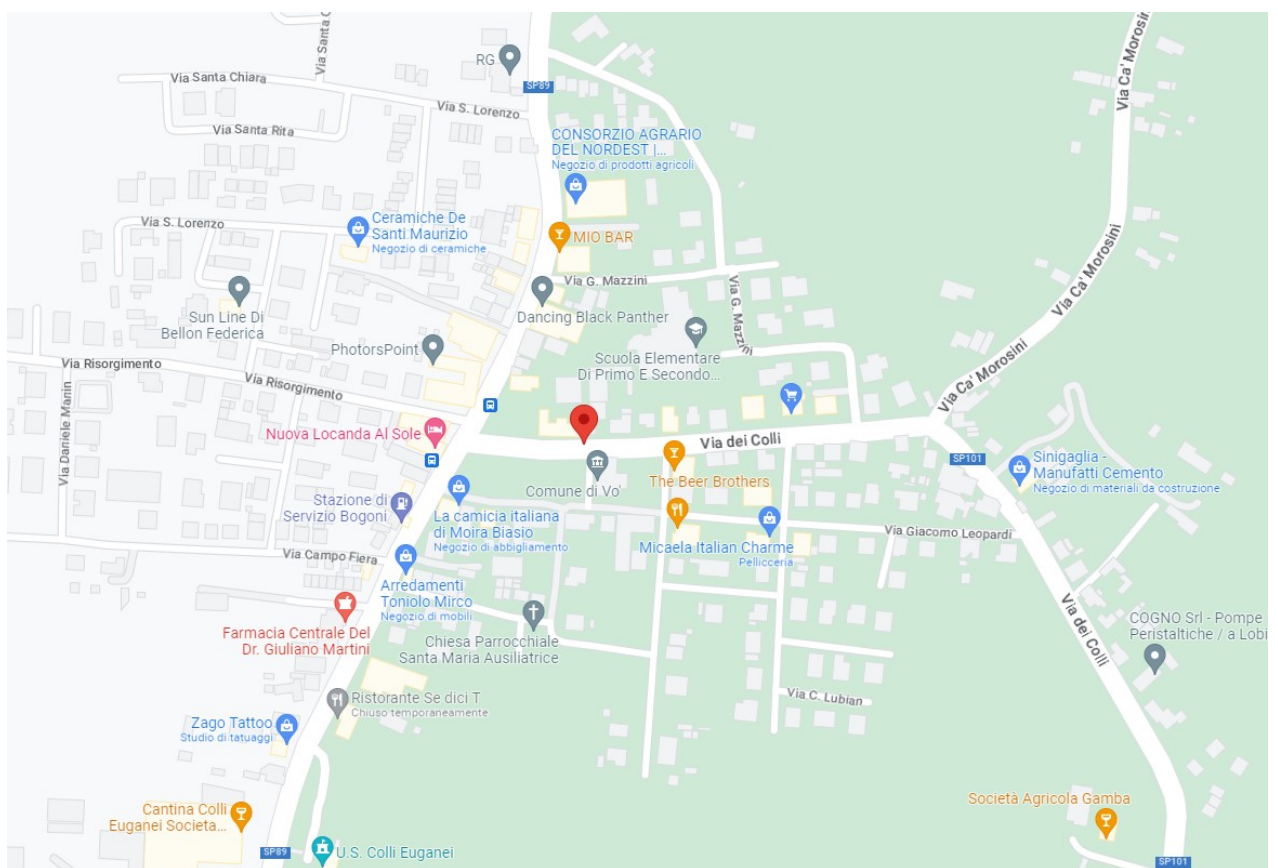 Via Santa C
RG
Via Santa Chiara
SP89
Via Ca' Morosini
Via S. Lorenzo
Via Santa Rita
CONSORZIO AGRARIO
DEL NORDEST |...
Negozio di prodotti agricoli
Via S. Lorenzo
Ceramiche De
Santi Maurizio
Negozio di ceramiche
MIO BAR
Via Ca' Morosini
Via G. Mazzini
Via G. Mazzini
Sun Line Di
Bellon Federica
Dancing Black Panther
PhotorsPoint
Scuola Elementare
Di Primo E Secondo...
Via Risorgimento
Via Risorgimento
Via Ca' Morosini
Via Daniele Manin
Nuova Locanda Al Sole
Via dei Colli
SP101
Sinigaglia -
Manufatti Cemento
Negozio di materiali da costruzione
The Beer Brothers
Comune di Vo'
Stazione di
Servizio Bogoni
La camicia italiana
di Moira Biasio
Negozio di abbigliamento
Via Giacomo Leopardi
Micaela Italian Charme
Pellicceria
Via Campo Fiera
Arredamenti
Toniolo Mirco
Negozio di mobili
Via dei Colli
Farmacia Centrale Del
Dr. Giuliano Martini
Chiesa Parrocchiale
Santa Maria Ausiliatrice
COGNO Srl - Pompe
Peristaltiche / a Lobi
Ristorante Se dici T
Chiuso temporaneamente
Via C. Lubian
Zago Tattoo
Studio di tatuaggi
Cantina Colli
Euganei Societa...
Società Agricola Gamba
SP89
U.S. Colli Euganei
SP101